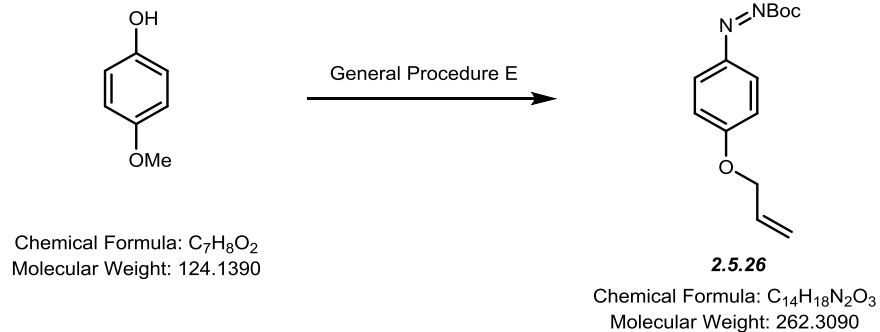 OH
NBoc
N
General Procedure E
OMe
O
Chemical Formula: C₇H₈O₂
Molecular Weight: 124.1390
2.5.26
Chemical Formula: C₁₄H₁₈N₂O₃
Molecular Weight: 262.3090